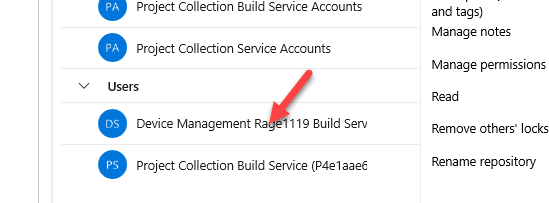 Project Collection Build Service Accounts
Project Collection Service Accounts
Users
Device Management Rage1119 Build Serv
Project Collection Build Service (P4e1aae6
PA
PA
DS
PS
and tags)
Manage notes
Manage permissions
Read
Remove others' locks
Rename repository